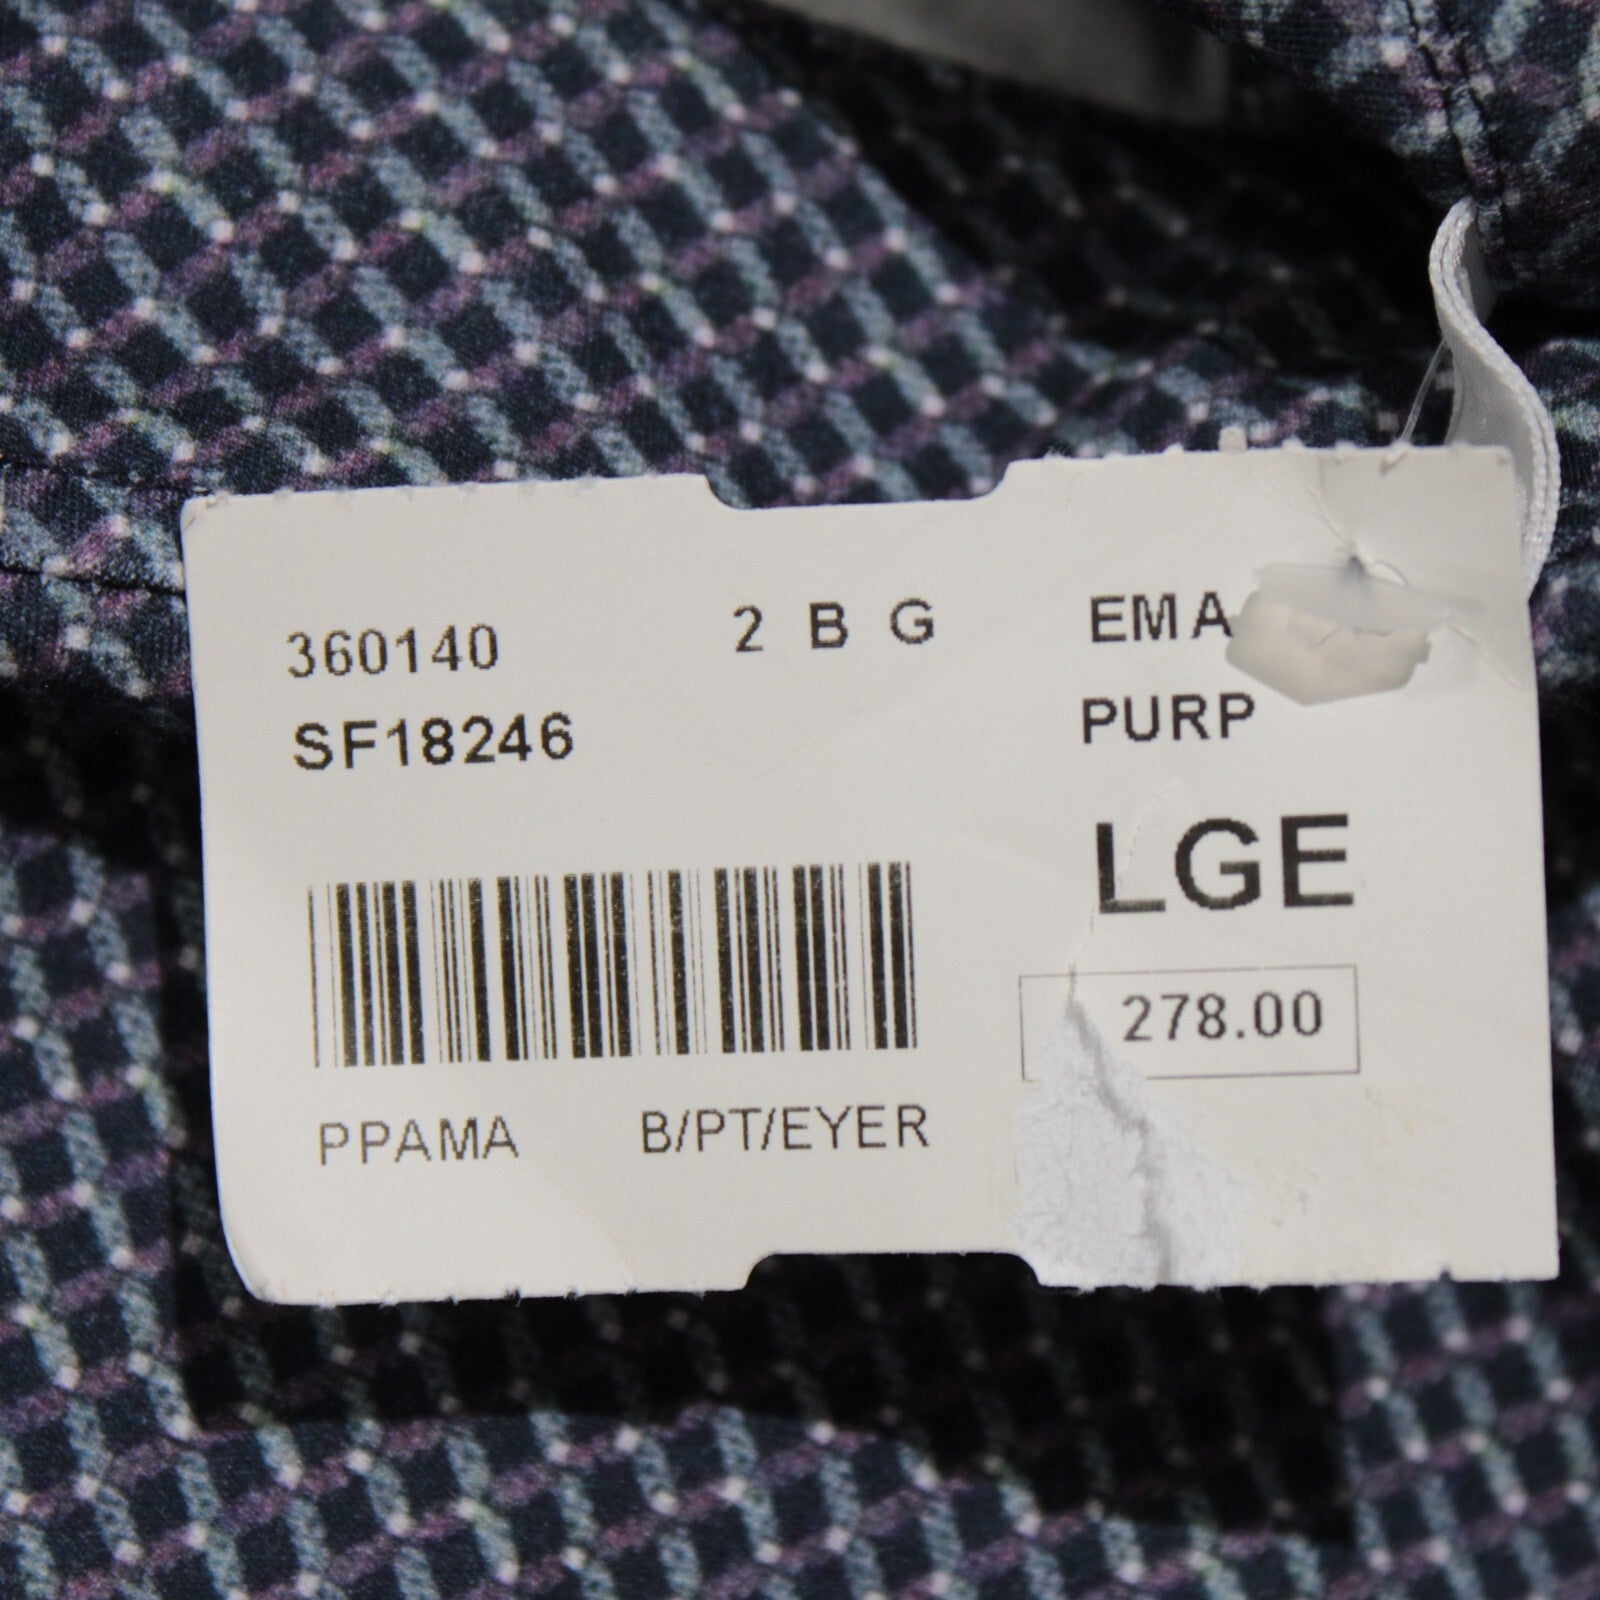 360140 2 B G EMA
SF18246 PURP
LGE
278.00
PPAMA B/PT/EYER